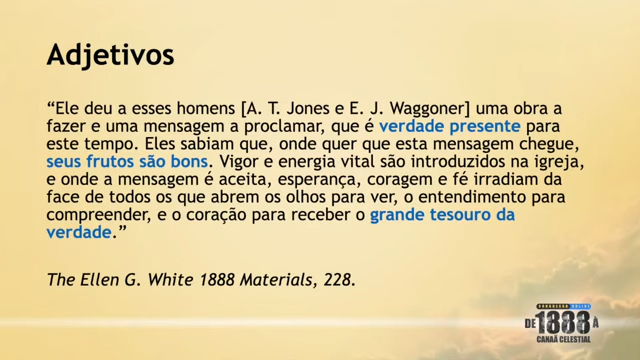 Adjetivos
“Ele deu a esses homens [A. T. Jones e E. J. Waggoner] uma obra a
fazer e uma mensagem a proclamar, que é verdade presente para
este tempo. Eles sabiam que, onde quer que esta mensagem chegue,
seus frutos são bons. Vigor e energia vital são introduzidos na igreja,
e onde a mensagem é aceita, esperança, coragem e fé irradiam da
face de todos os que abrem os olhos para ver, o entendimento para
compreender, e o coração para receber o grande tesouro da
verdade.”
The Ellen G. White 1888 Materials, 228.
DE 1888 À
CANAÃ CELESTIAL